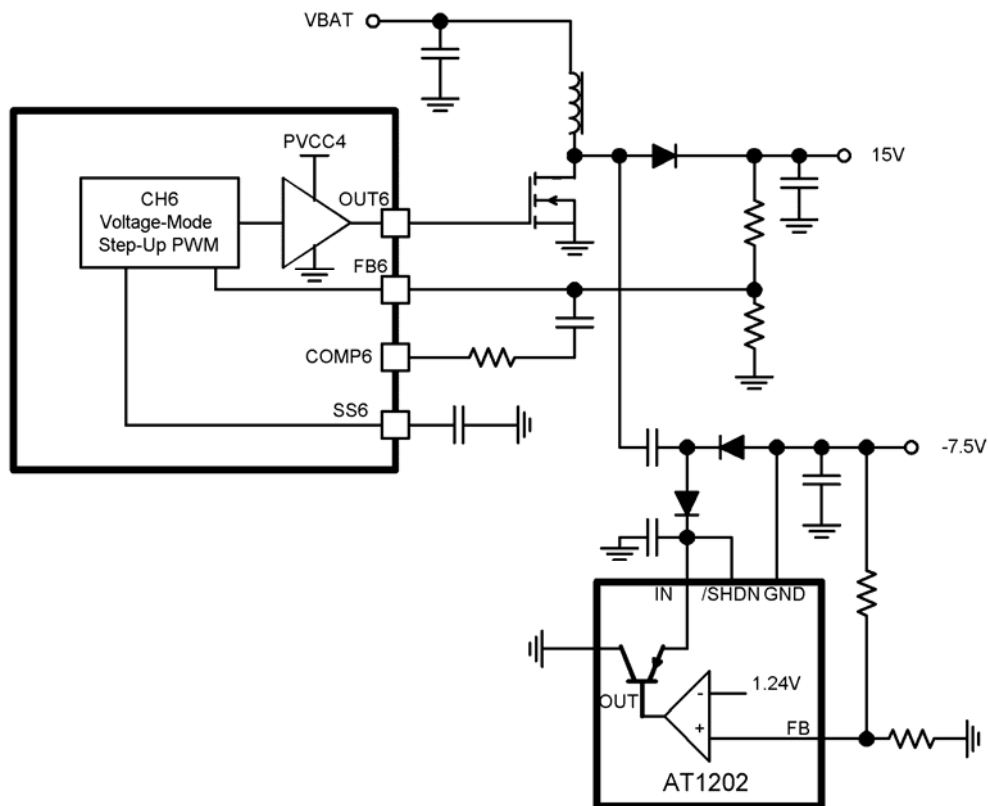 VBAT
PVCC4
15V
CH6
Voltage-Mode
Step-Up PWM
OUT6
FB6
COMP6
SS6
-7.5V
IN
/SHDN
GND
OUT
1.24V
-
+
FB
AT1202